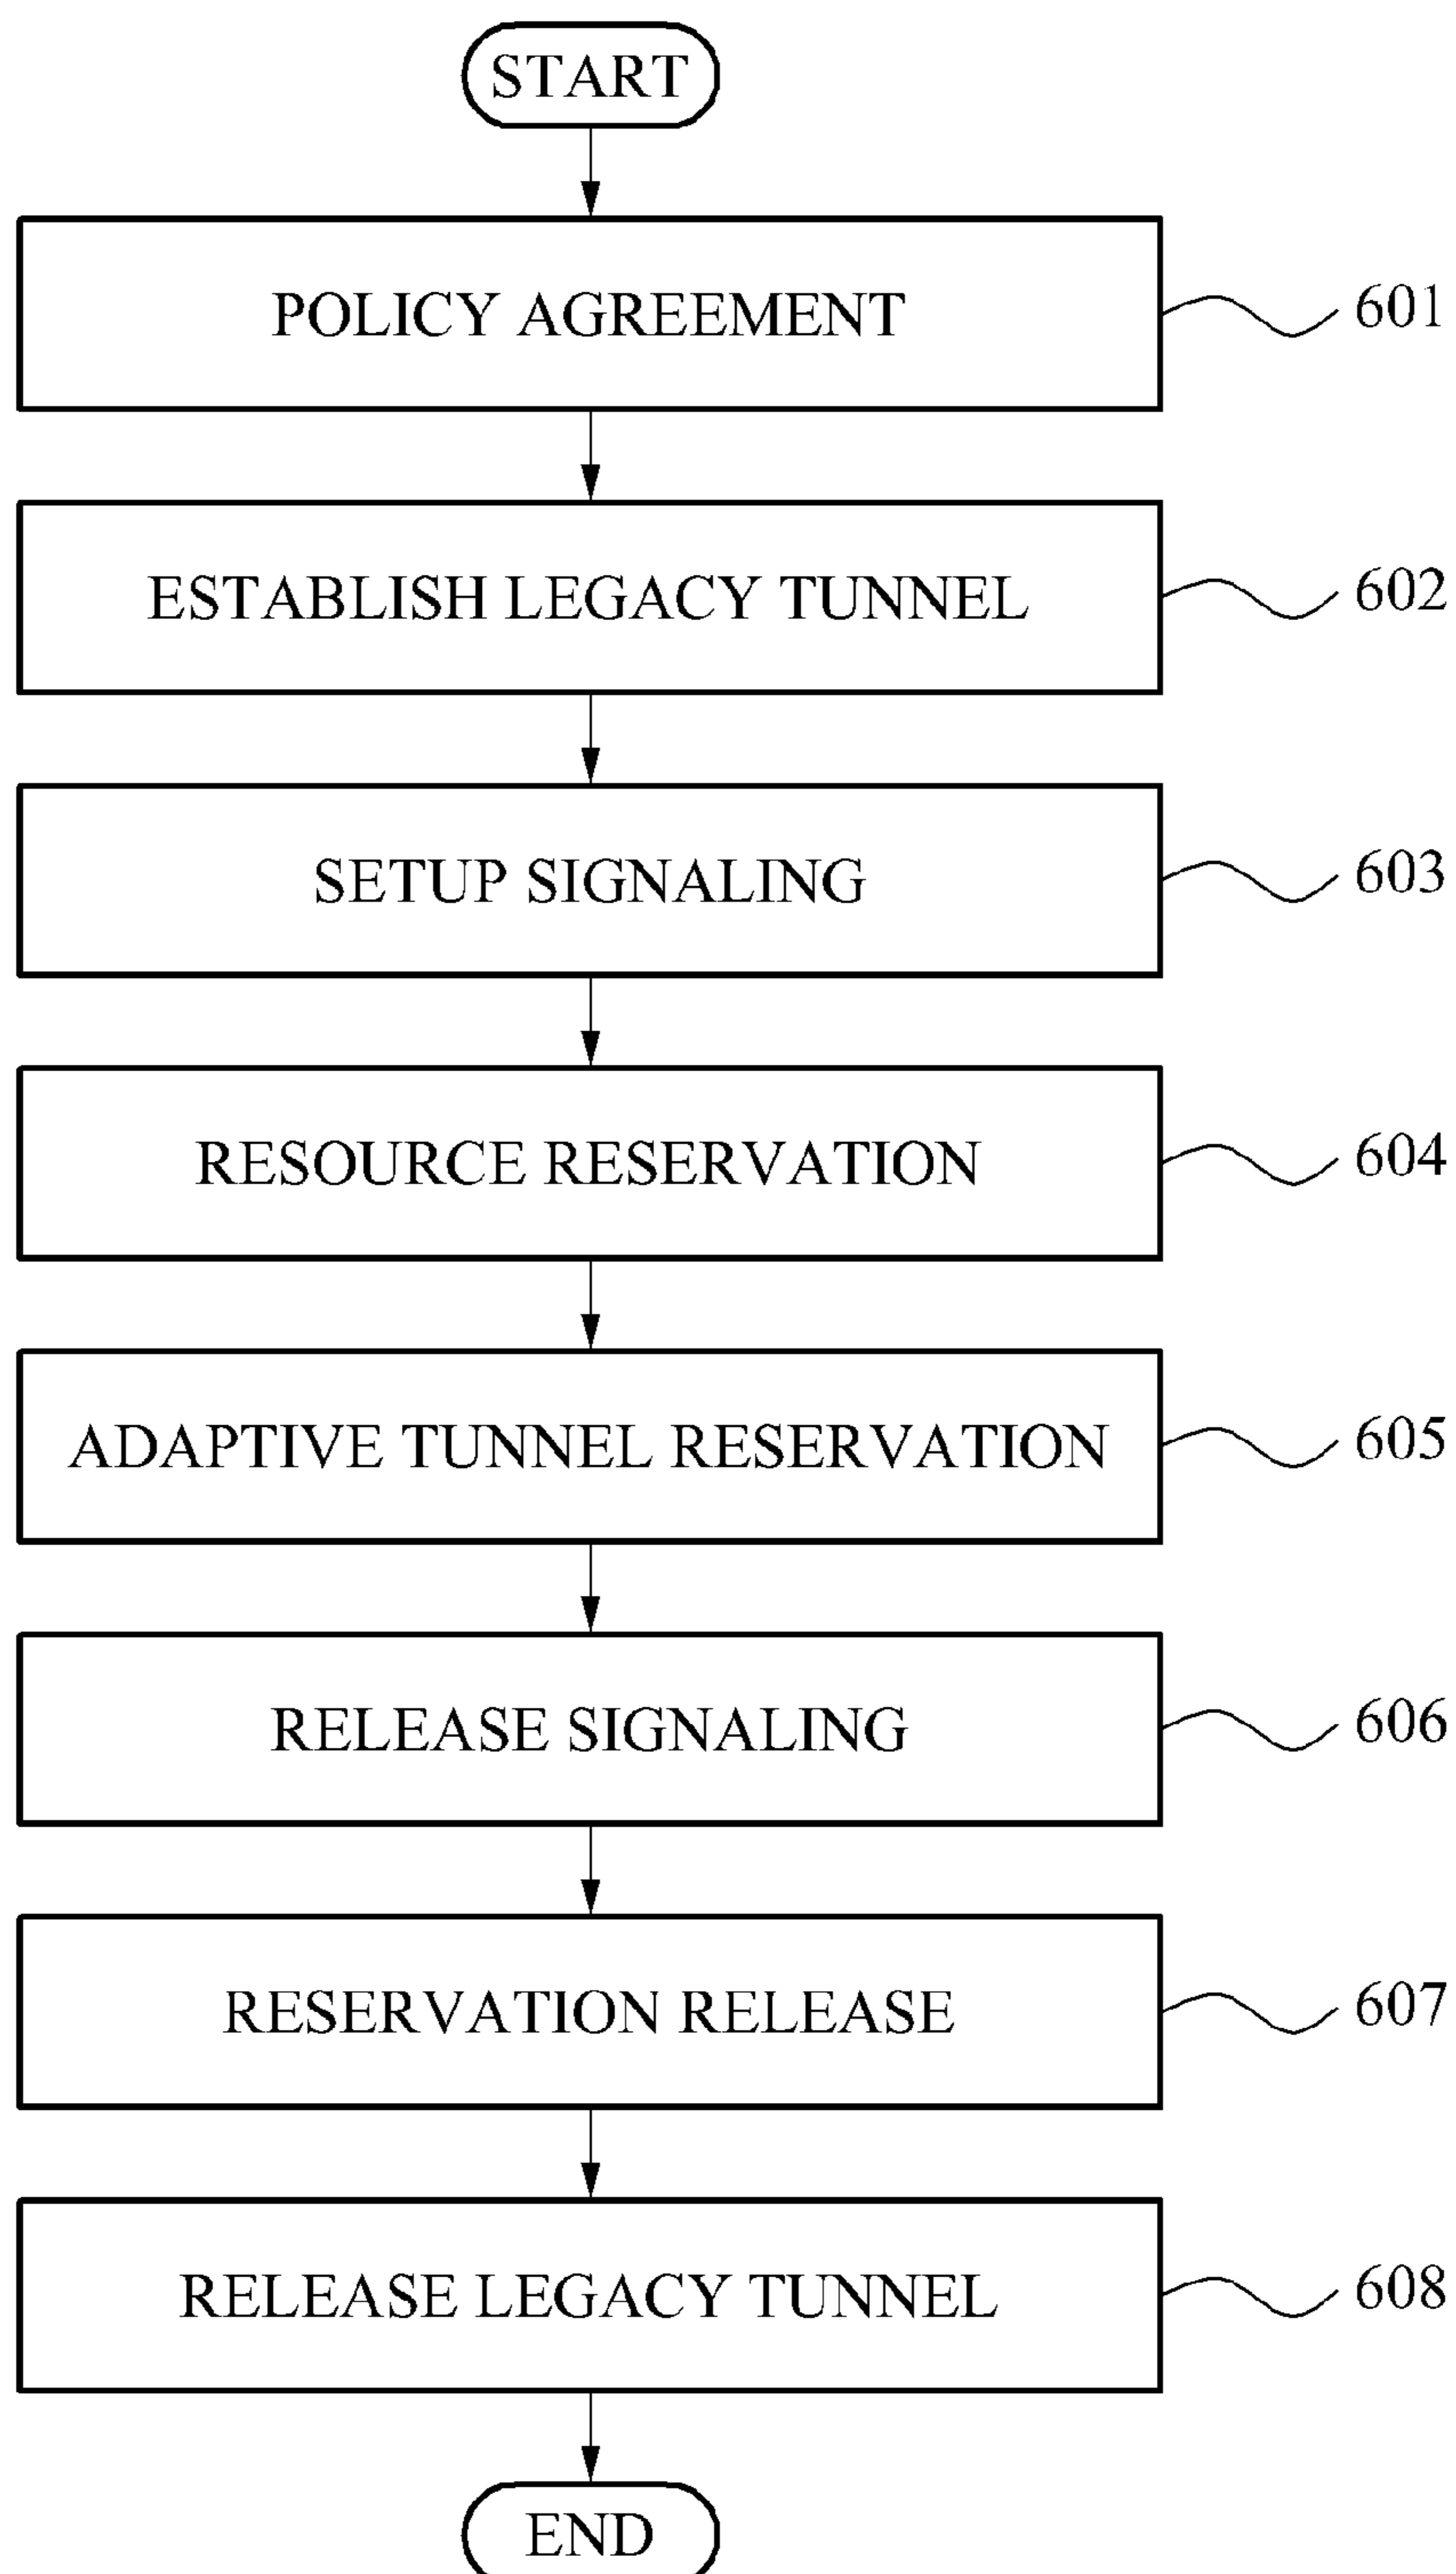 START
POLICY AGREEMENT
601
ESTABLISH LEGACY TUNNEL
602
SETUP SIGNALING
603
RESOURCE RESERVATION
604
ADAPTIVE TUNNEL RESERVATION
605
RELEASE SIGNALING
606
RESERVATION RELEASE
607
RELEASE LEGACY TUNNEL
608
END